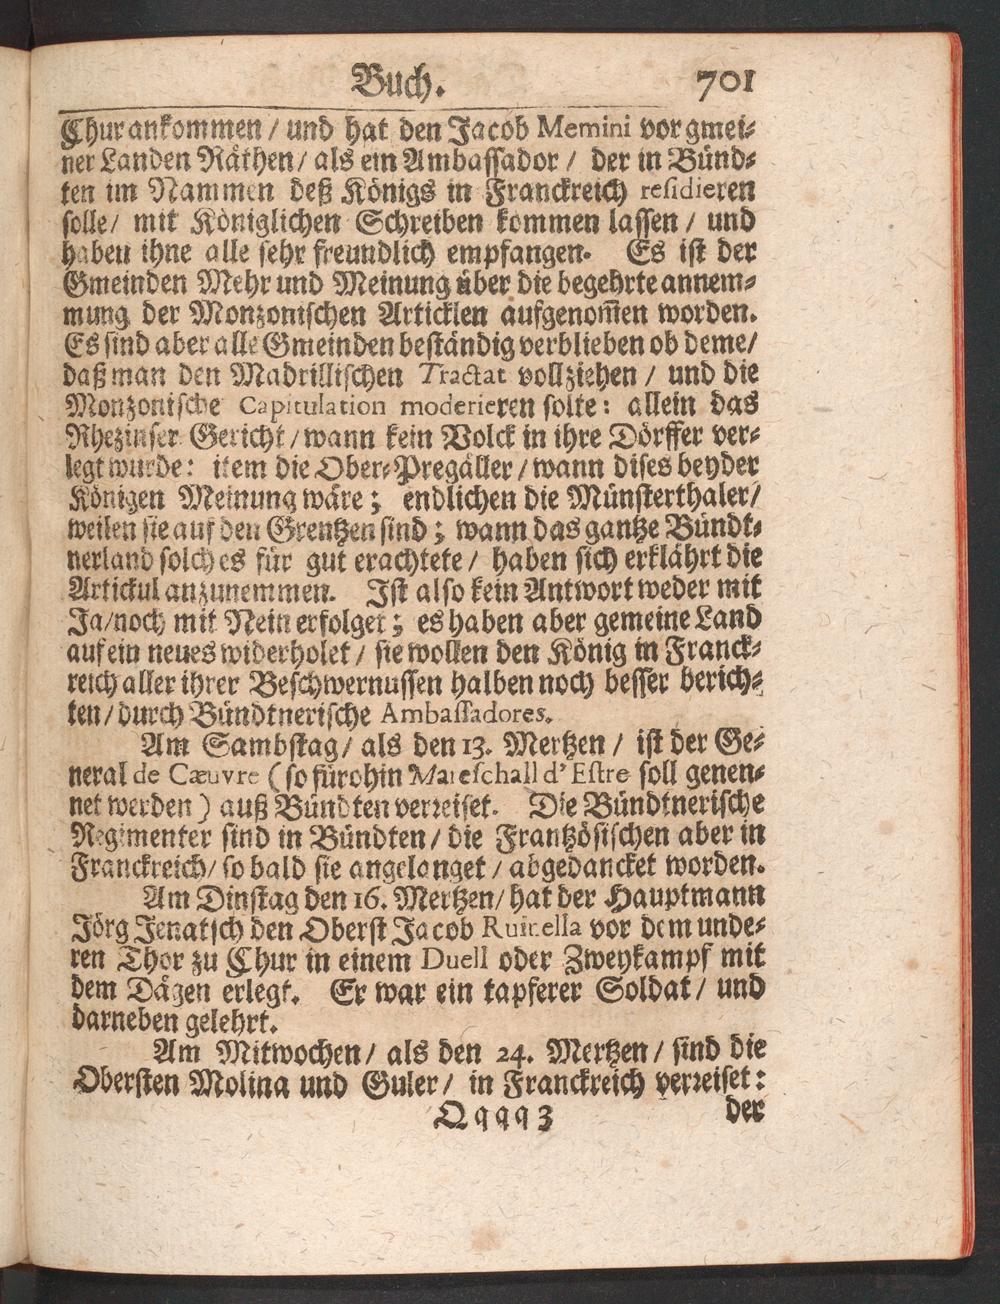 Buch. 701
Chur ankommen / und hat den Jacob Memini vor gmei-
ner Landen Räthen / als ein Ambassador / der in Bünd-
ten im Nammen deß Königs in Franckreich residieren
solle / mit Königlichen Schreiben kommen lassen / und
haben ihne alle sehr freundlich empfangen. Es ist der
Gmeinden Mehr und Meinung über die begehrte annem-
mung der Monzonischen Articklen aufgenom̃en worden.
Es sind aber alle Gmeinden beständig verblieben ob deme /
daß man den Madrillischen Tractat vollziehen / und die
Monzonische Capitulation moderieren solte: allein das
Rhezünser Gericht / wann kein Volck in ihre Dörffer ver-
legt wurde: item die Ober-Pregäller / wann dises beyder
Königen Meinung wäre; endlichen die Münsterthaler /
weilen sie auf den Grentzen sind; wann das gantze Bündt-
nerland solches für gut erachtete / haben sich erklährt die
Artickul anzunemmen. Ist also kein Antwort weder mit
Ja / noch mit Nein erfolget; es haben aber gemeine Land
auf ein neues widerholet / sie wollen den König in Franck-
reich aller ihrer Beschwernussen halben noch besser berich-
ten / durch Bündtnerische Ambassadores.
Am Sambstag / als den 13. Mertzen / ist der Ge-
neral de Cæuvre (so fürohin Mareschall d'Estre soll genen-
net werden) auß Bündten verreiset. Die Bündtnerische
Regimenter sind in Bündten / die Frantzösischen aber in
Franckreich / so bald sie angelanget / abgedancket worden.
Am Dinstag den 16. Mertzen / hat der Hauptmann
Jörg Jenatsch den Oberst Jacob Ruinella vor dem unde-
ren Thor zu Chur in einem Duell oder Zweykampf mit
dem Dägen erlegt. Er war ein tapferer Soldat / und
darneben gelehrt.
Am Mitwochen / als den 24. Mertzen / sind die
Obersten Molina und Guler / in Franckreich verreiset:
Qqqq 3 der